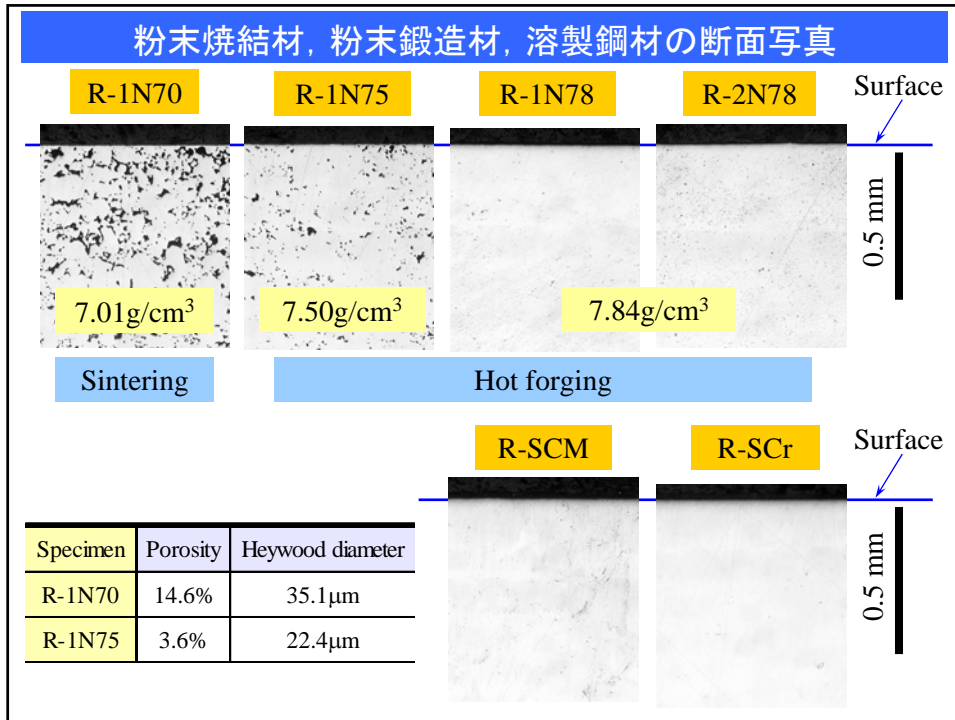 粉末焼結材, 粉末鍛造材, 溶製鋼材の断面写真
R-1N70 R-1N75 R-1N78 R-2N78 Surface
0.5 mm
7.01g/cm³ 7.50g/cm³ 7.84g/cm³
Sintering Hot forging
R-SCM R-SCr Surface
0.5 mm
Specimen Porosity Heywood diameter
R-1N70 14.6% 35.1μm
R-1N75 3.6% 22.4μm